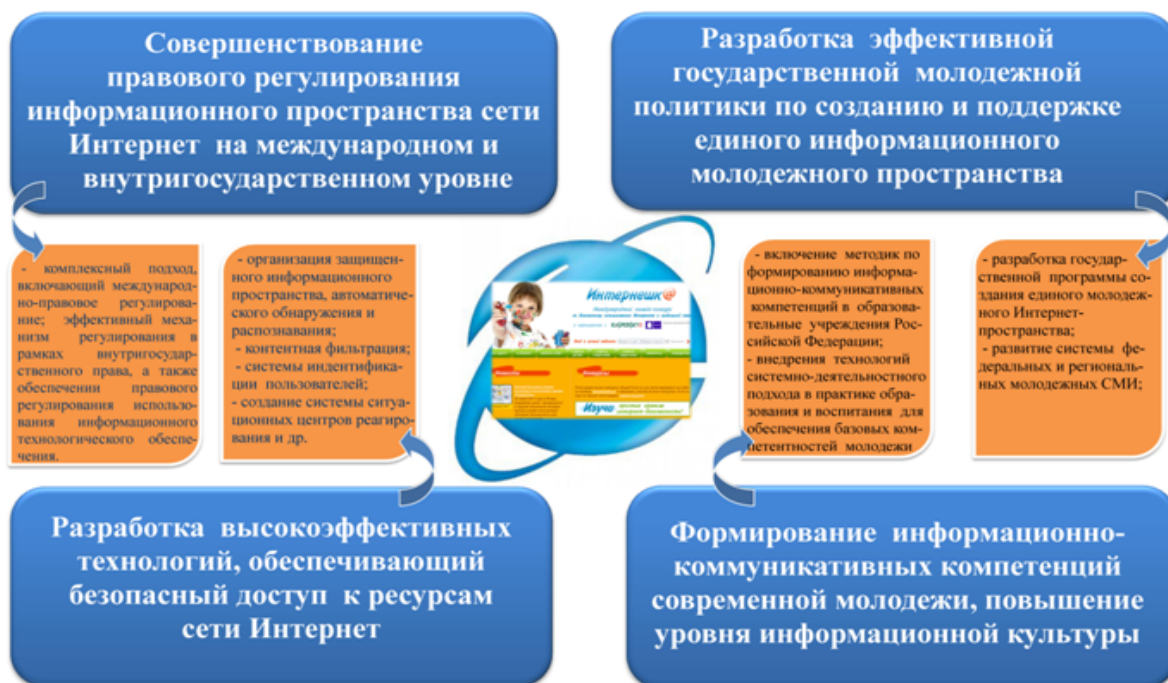 Совершенствование
правового регулирования
информационного пространства сети
Интернет на международном и
внутригосударственном уровне
Разработка эффективной
государственной молодежной
политики по созданию и поддержке
единого информационного
молодежного пространства
- комплексный подход,
включающий международ-
но-правовое регулирова-
ние; эффективный меха-
низм регулирования в
рамках внутригосудар-
ственного права, а также
обеспечении правового
регулирования использо-
вания информационного
технологического обеспе-
чения.
- организация защищен-
ного информационного
пространства, автоматиче-
ского обнаружения и
распознавания;
- контентная фильтрация;
- системы индентифика-
ции пользователей;
- создание системы ситуа-
ционных центров реагиро-
вания и др.
Интернешк@
Изучи
- включение методик по
формированию информа-
ционно-коммуникативных
компетенций в образова-
тельные учреждения Рос-
сийской Федерации;
- внедрения технологий
системно-деятельностного
подхода в практике обра-
зования и воспитания для
обеспечения базовых ком-
петентностей молодежи
- разработка государ-
ственной программы со-
здания единого молодеж-
ного Интернет-
пространства;
- развитие системы фе-
деральных и региональ-
ных молодежных СМИ;
Разработка высокоэффективных
технологий, обеспечивающий
безопасный доступ к ресурсам
сети Интернет
Формирование информационно-
коммуникативных компетенций
современной молодежи, повышение
уровня информационной культуры